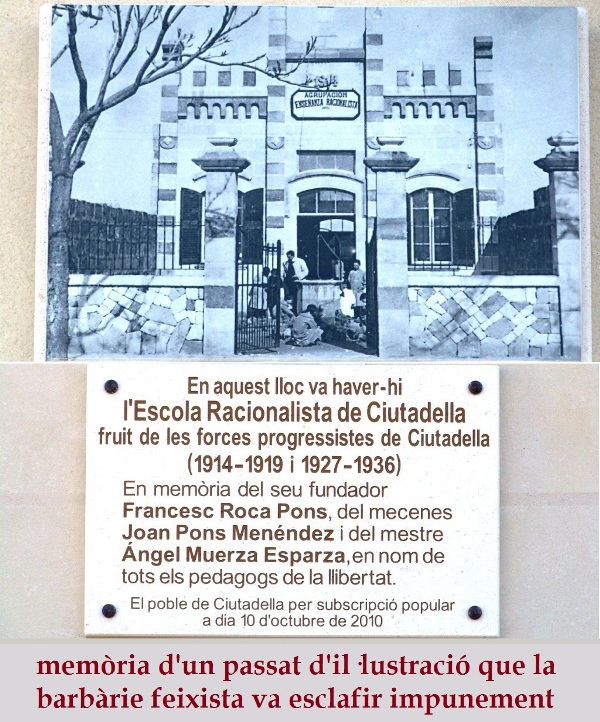 AGRUPACIÓN
ENSEÑANZA RACIONALISTA
En aquest lloc va haver-hi
l'Escola Racionalista de Ciutadella
fruit de les forces progressistes de Ciutadella
(1914-1919 i 1927-1936)
En memòria del seu fundador
Francesc Roca Pons, del mecenes
Joan Pons Menéndez i del mestre
Ángel Muerza Esparza, en nom de
tots els pedagogs de la llibertat.
El poble de Ciutadella per subscripció popular
a dia 10 d'octubre de 2010
memòria d'un passat d'il·lustració que la
barbàrie feixista va esclafir impunement